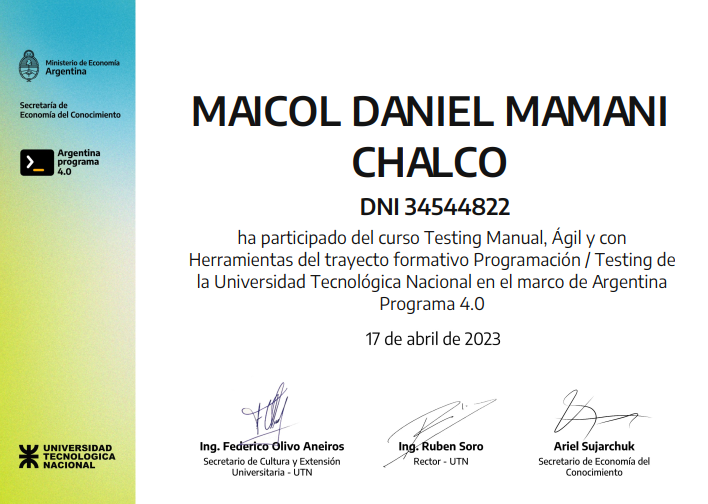 Ministerio de Economía
Argentina
Secretaría de
Economía del Conocimiento
Argentina
programa
4.0
MAICOL DANIEL MAMANI
CHALCO
DNI 34544822
ha participado del curso Testing Manual, Ágil y con
Herramientas del trayecto formativo Programación / Testing de
la Universidad Tecnológica Nacional en el marco de Argentina
Programa 4.0
17 de abril de 2023
Ing. Federico Olivo Aneiros
Secretario de Cultura y Extensión
Universitaria - UTN
Ing. Ruben Soro
Rector - UTN
Ariel Sujarchuk
Secretario de Economía del
Conocimiento
UNIVERSIDAD
TECNOLOGICA
NACIONAL